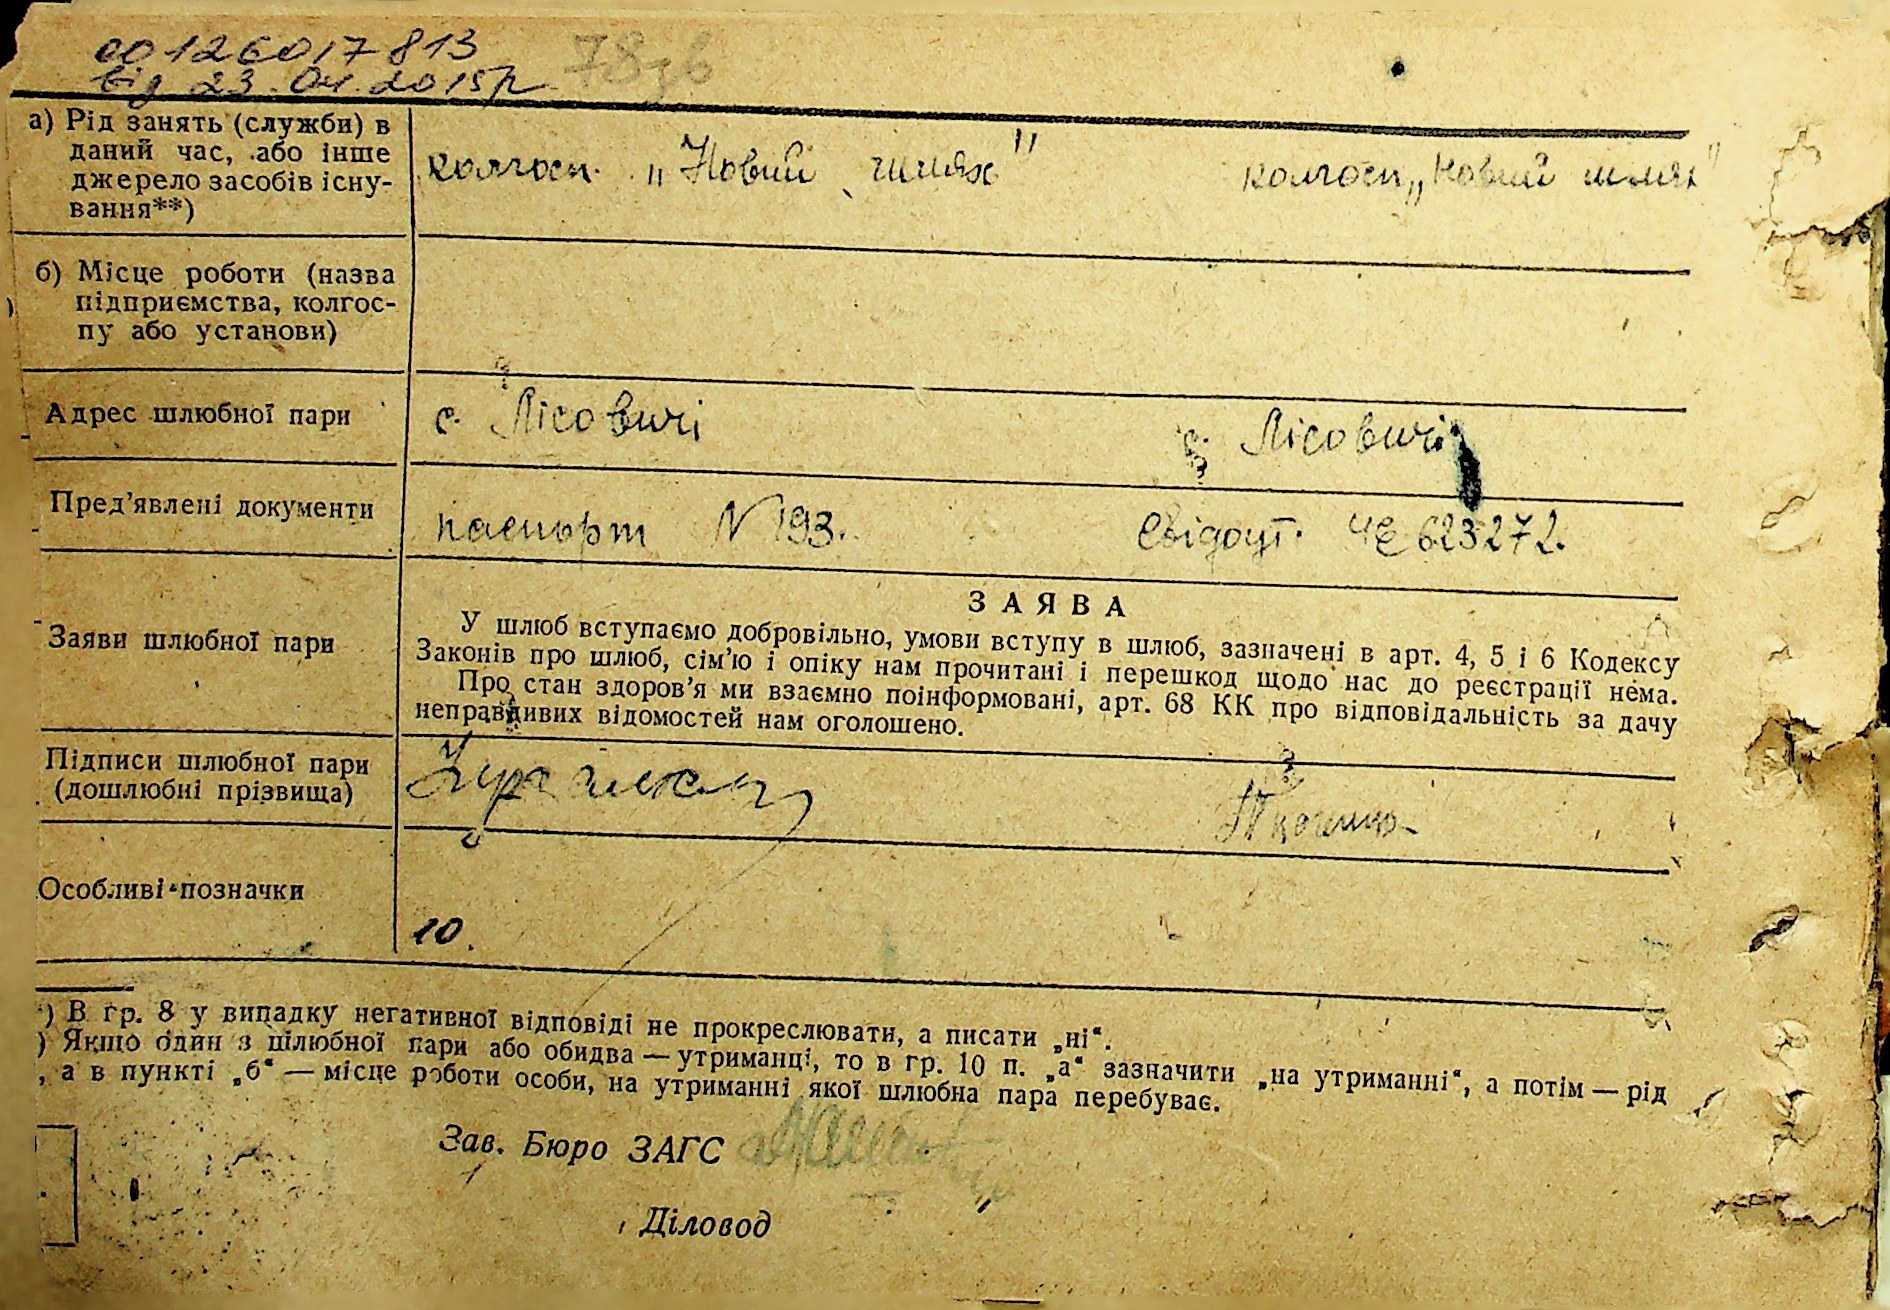 00126017813
від 23.04.2015р
а) Рід занять (служби) в
даний час, або інше
джерело засобів існу-
вання**)
колгосп. „Новий шлях"
колгосп „Новий шлях"
б) Місце роботи (назва
підприємства, колгос-
пу або установи)
Адрес шлюбної пари
с. Лісовичі
с. Лісовичі
Пред'явлені документи
паспорт N 193.
Свідоцт. ЧЕ 623272.
Заяви шлюбної пари
ЗАЯВА
У шлюб вступаємо добровільно, умови вступу в шлюб, зазначені в арт. 4, 5 і 6 Кодексу
Законів про шлюб, сім'ю і опіку нам прочитані і перешкод щодо нас до реєстрації нема.
Про стан здоров'я ми взаємно поінформовані, арт. 68 КК про відповідальність за дачу
неправдивих відомостей нам оголошено.
Підписи шлюбної пари
(дошлюбні прізвища)
Особливі позначки
10.
*) В гр. 8 у випадку негативної відповіді не прокреслювати, а писати „ні“.
) Якщо один з шлюбної пари або обидва — утриманці, то в гр. 10 п. „а“ зазначити „на утриманні“, а потім — рід
, а в пункті „б“ — місце роботи особи, на утриманні якої шлюбна пара перебуває.
Зав. Бюро ЗАГС
Діловод